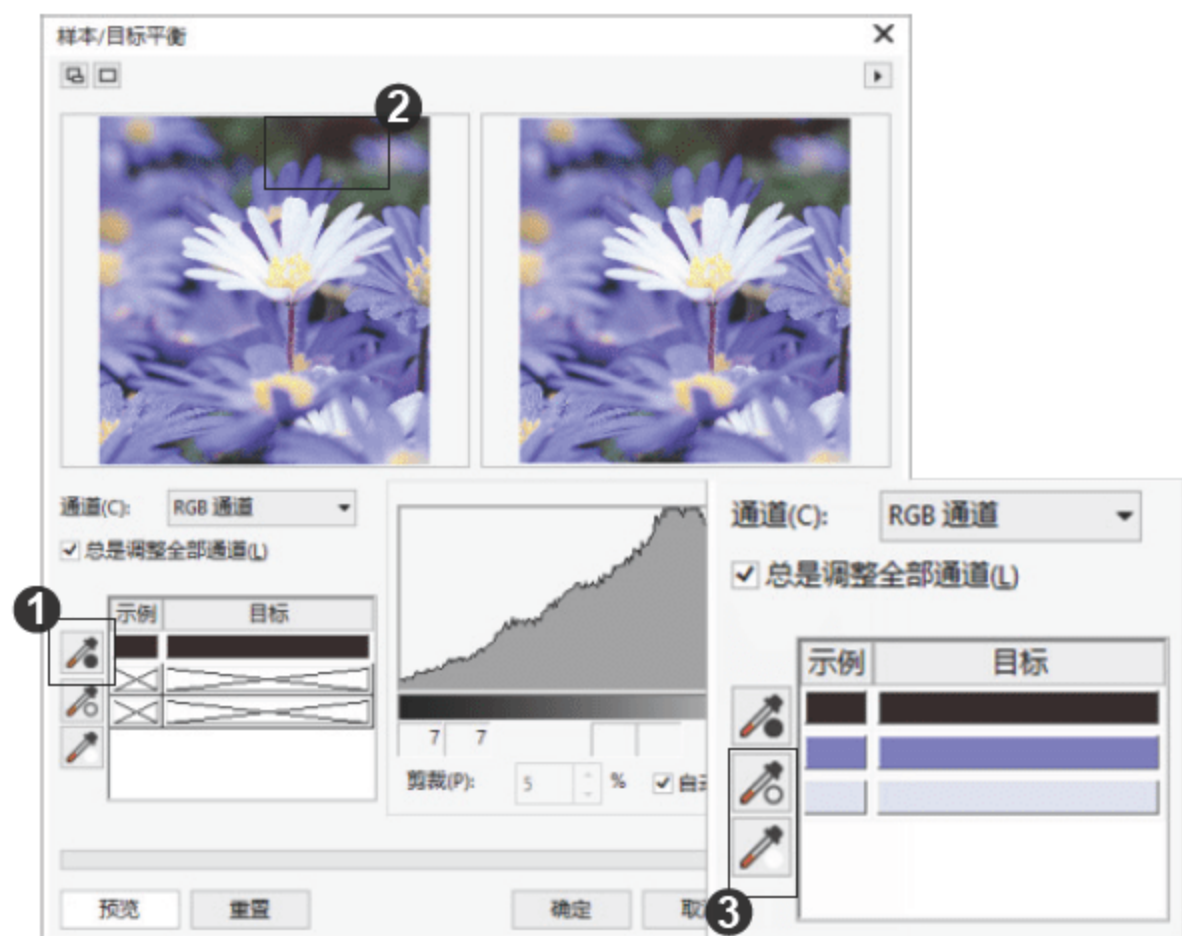 样本/目标平衡
2
通道(C): RGB 通道
总是调整全部通道(L)
1
示例 目标
7 7
剪裁(P): 5 %
预览 重置 确定
通道(C): RGB 通道
总是调整全部通道(L)
示例 目标
3